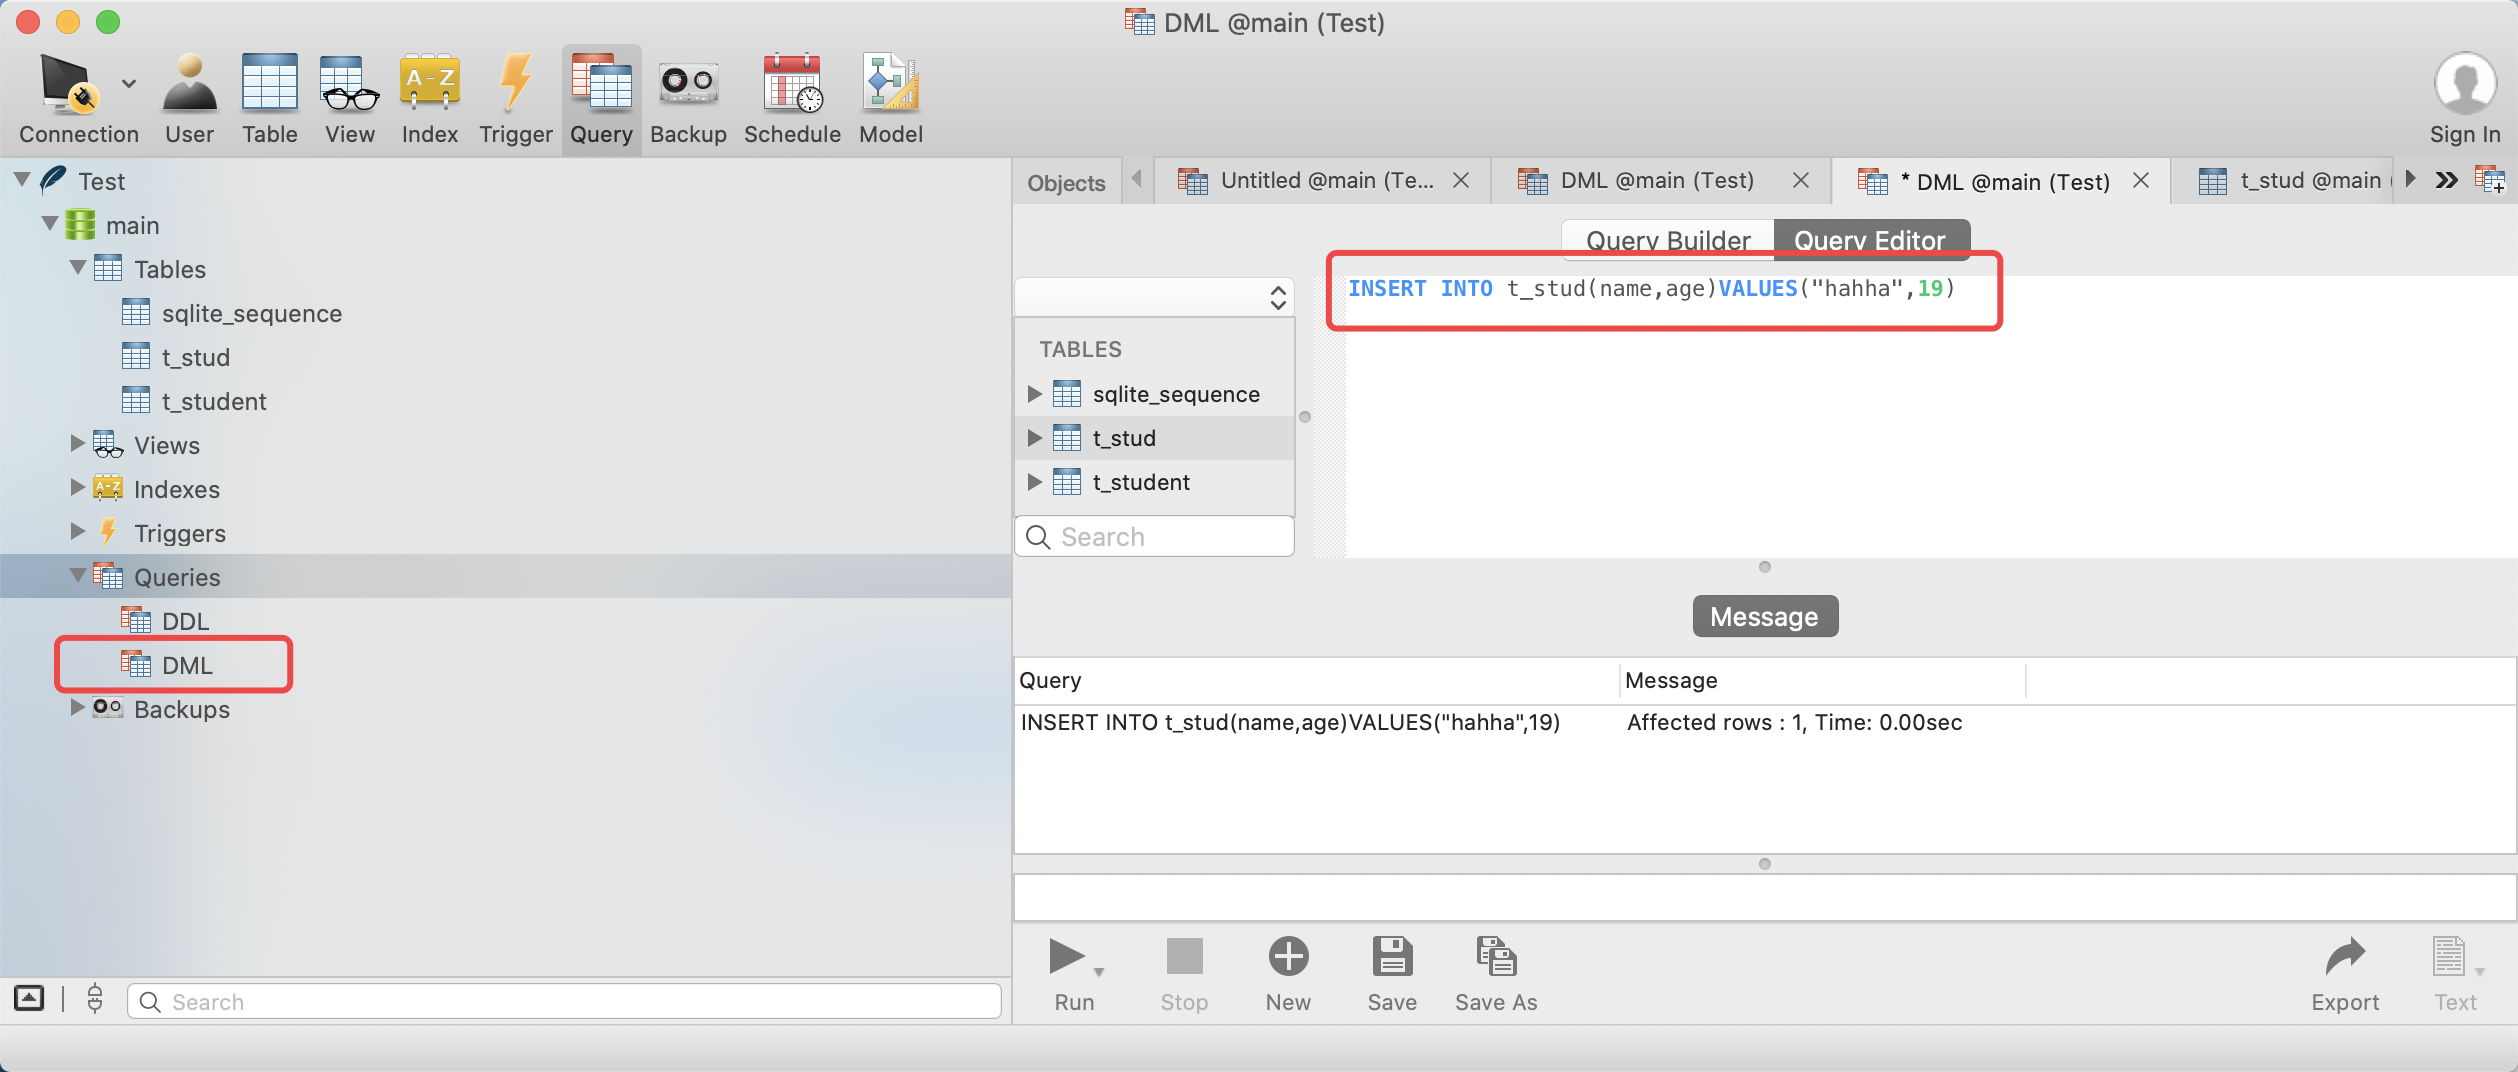 DML @main (Test)
Connection User Table View Index Trigger Query Backup Schedule Model Sign In
A-Z
Test
main
Tables
sqlite_sequence
t_stud
t_student
Views
A-Z Indexes
Triggers
Queries
DDL
DML
Backups
Search
Objects Untitled @main (Te... DML @main (Test) * DML @main (Test) t_stud @main (
Query Builder Query Editor
INSERT INTO t_stud(name,age)VALUES("hahha",19)
TABLES
sqlite_sequence
t_stud
t_student
Search
Message
Query Message
INSERT INTO t_stud(name,age)VALUES("hahha",19) Affected rows : 1, Time: 0.00sec
Run Stop New Save Save As Export Text